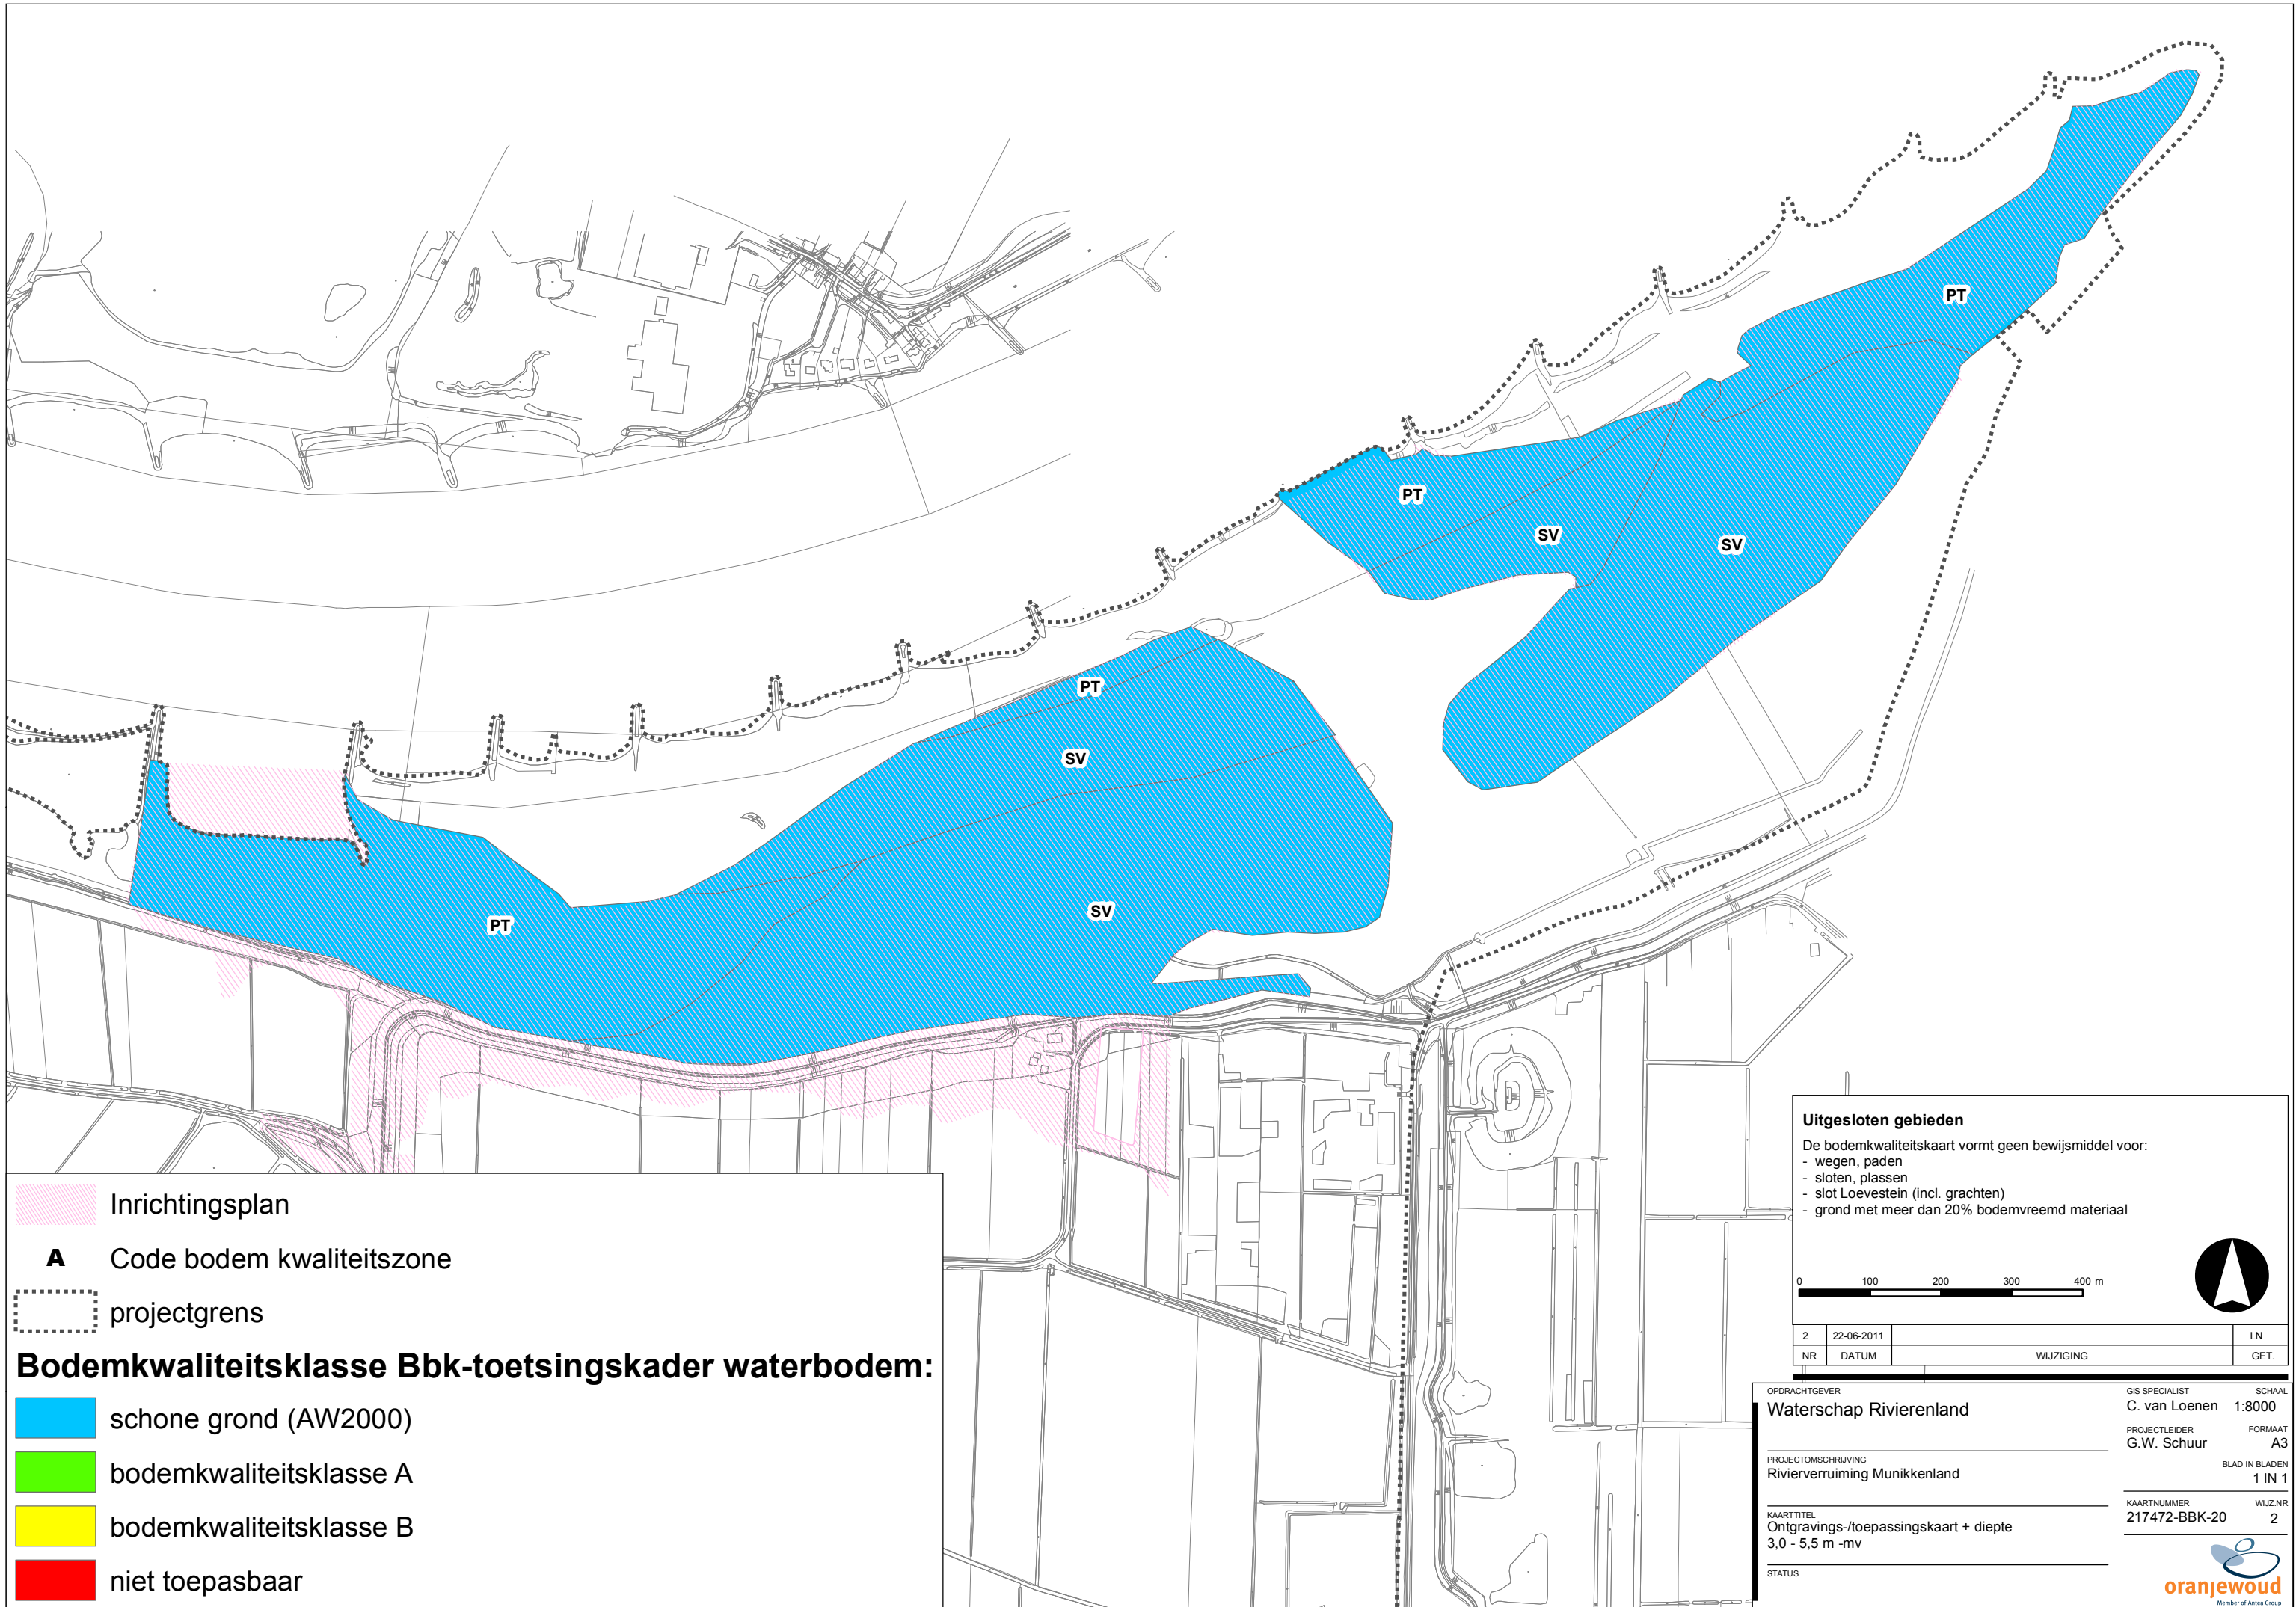 PT
PT
SV
SV
PT
SV
SV
PT
Inrichtingsplan
A Code bodem kwaliteitszone
projectgrens
Bodemkwaliteitsklasse Bbk-toetsingskader waterbodem:
schone grond (AW2000)
bodemkwaliteitsklasse A
bodemkwaliteitsklasse B
niet toepasbaar
Uitgesloten gebieden
De bodemkwaliteitskaart vormt geen bewijsmiddel voor:
- wegen, paden
- sloten, plassen
- slot Loevestein (incl. grachten)
- grond met meer dan 20% bodemvreemd materiaal
0 100 200 300 400 m
2 22-06-2011 LN
NR DATUM WIJZIGING GET.
OPDRACHTGEVER
Waterschap Rivierenland
PROJECTOMSCHRIJVING
Rivierverruiming Munikkenland
KAARTTITEL
Ontgravings-/toepassingskaart + diepte
3,0 - 5,5 m -mv
STATUS
GIS SPECIALIST SCHAAL
C. van Loenen 1:8000
PROJECTLEIDER FORMAAT
G.W. Schuur A3
BLAD IN BLADEN
1 IN 1
KAARTNUMMER WIJZ.NR
217472-BBK-20 2
oranjewoud
Member of Antea Group